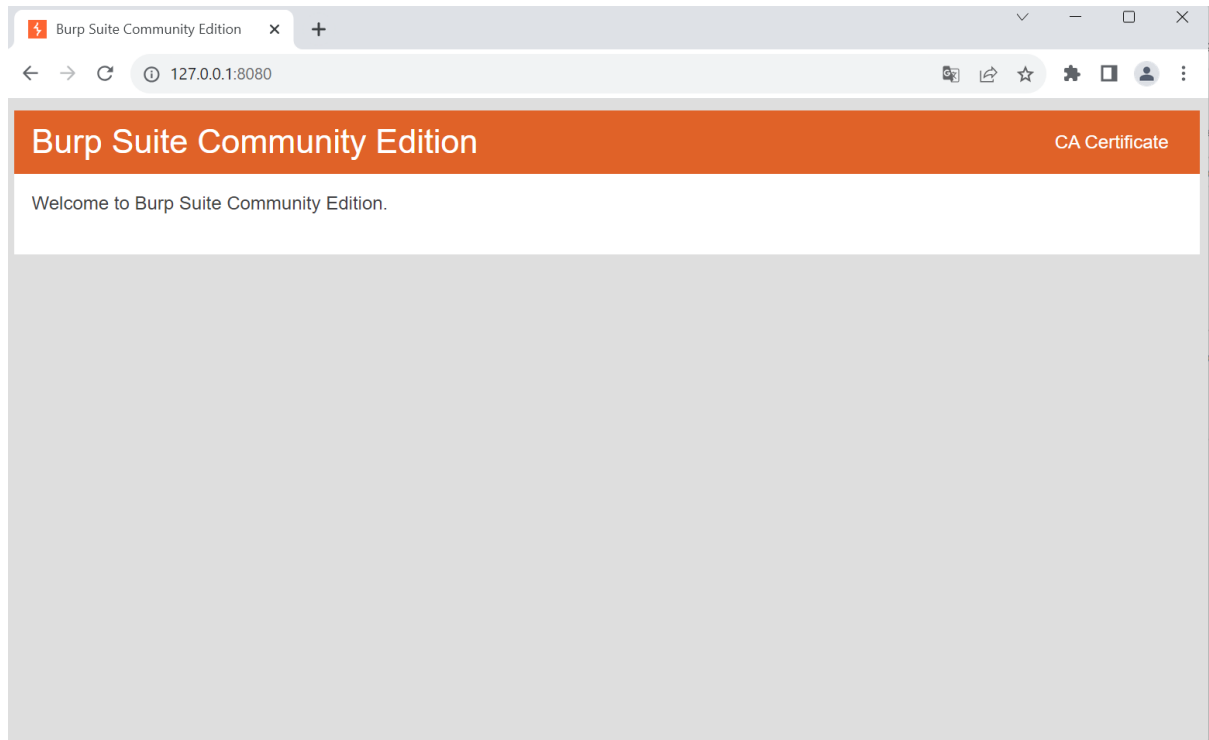 Burp Suite Community Edition
127.0.0.1:8080
Burp Suite Community Edition
CA Certificate
Welcome to Burp Suite Community Edition.